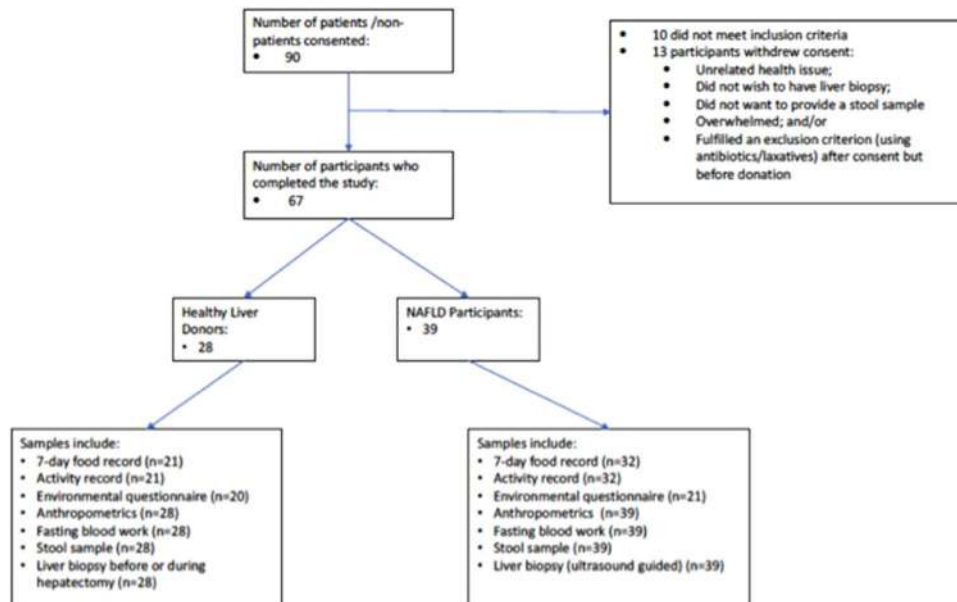 Number of patients /non-
patients consented:
• 90
• 10 did not meet inclusion criteria
• 13 participants withdrew consent:
• Unrelated health issue;
• Did not wish to have liver biopsy;
• Did not want to provide a stool sample
• Overwhelmed; and/or
• Fulfilled an exclusion criterion (using
antibiotics/laxatives) after consent but
before donation
Number of participants who
completed the study:
• 67
Healthy Liver
Donors:
• 28
NAFLD Participants:
• 39
Samples include:
• 7-day food record (n=21)
• Activity record (n=21)
• Environmental questionnaire (n=20)
• Anthropometrics (n=28)
• Fasting blood work (n=28)
• Stool sample (n=28)
• Liver biopsy before or during
hepatectomy (n=28)
Samples include:
• 7-day food record (n=32)
• Activity record (n=32)
• Environmental questionnaire (n=21)
• Anthropometrics (n=39)
• Fasting blood work (n=39)
• Stool sample (n=39)
• Liver biopsy (ultrasound guided) (n=39)